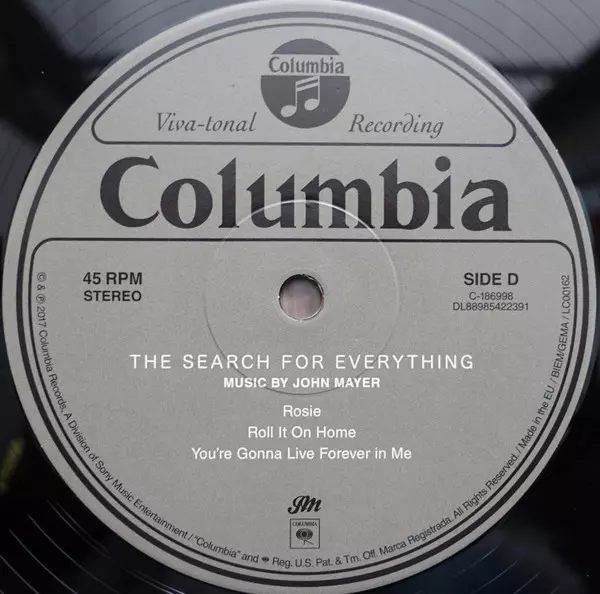 Columbia
Viva-tonal Recording
Columbia
45 RPM
STEREO
SIDE D
C-186998
DL88985422391
THE SEARCH FOR EVERYTHING
MUSIC BY JOHN MAYER
Rosie
Roll It On Home
You're Gonna Live Forever in Me
JM
COLUMBIA
© & ℗ 2017 Columbia Records, A Division of Sony Music Entertainment / "Columbia" and Reg. U.S. Pat. & Tm. Off. Marca Registrada. All Rights Reserved. / Made in the EU / BIEM/GEMA / LC00162